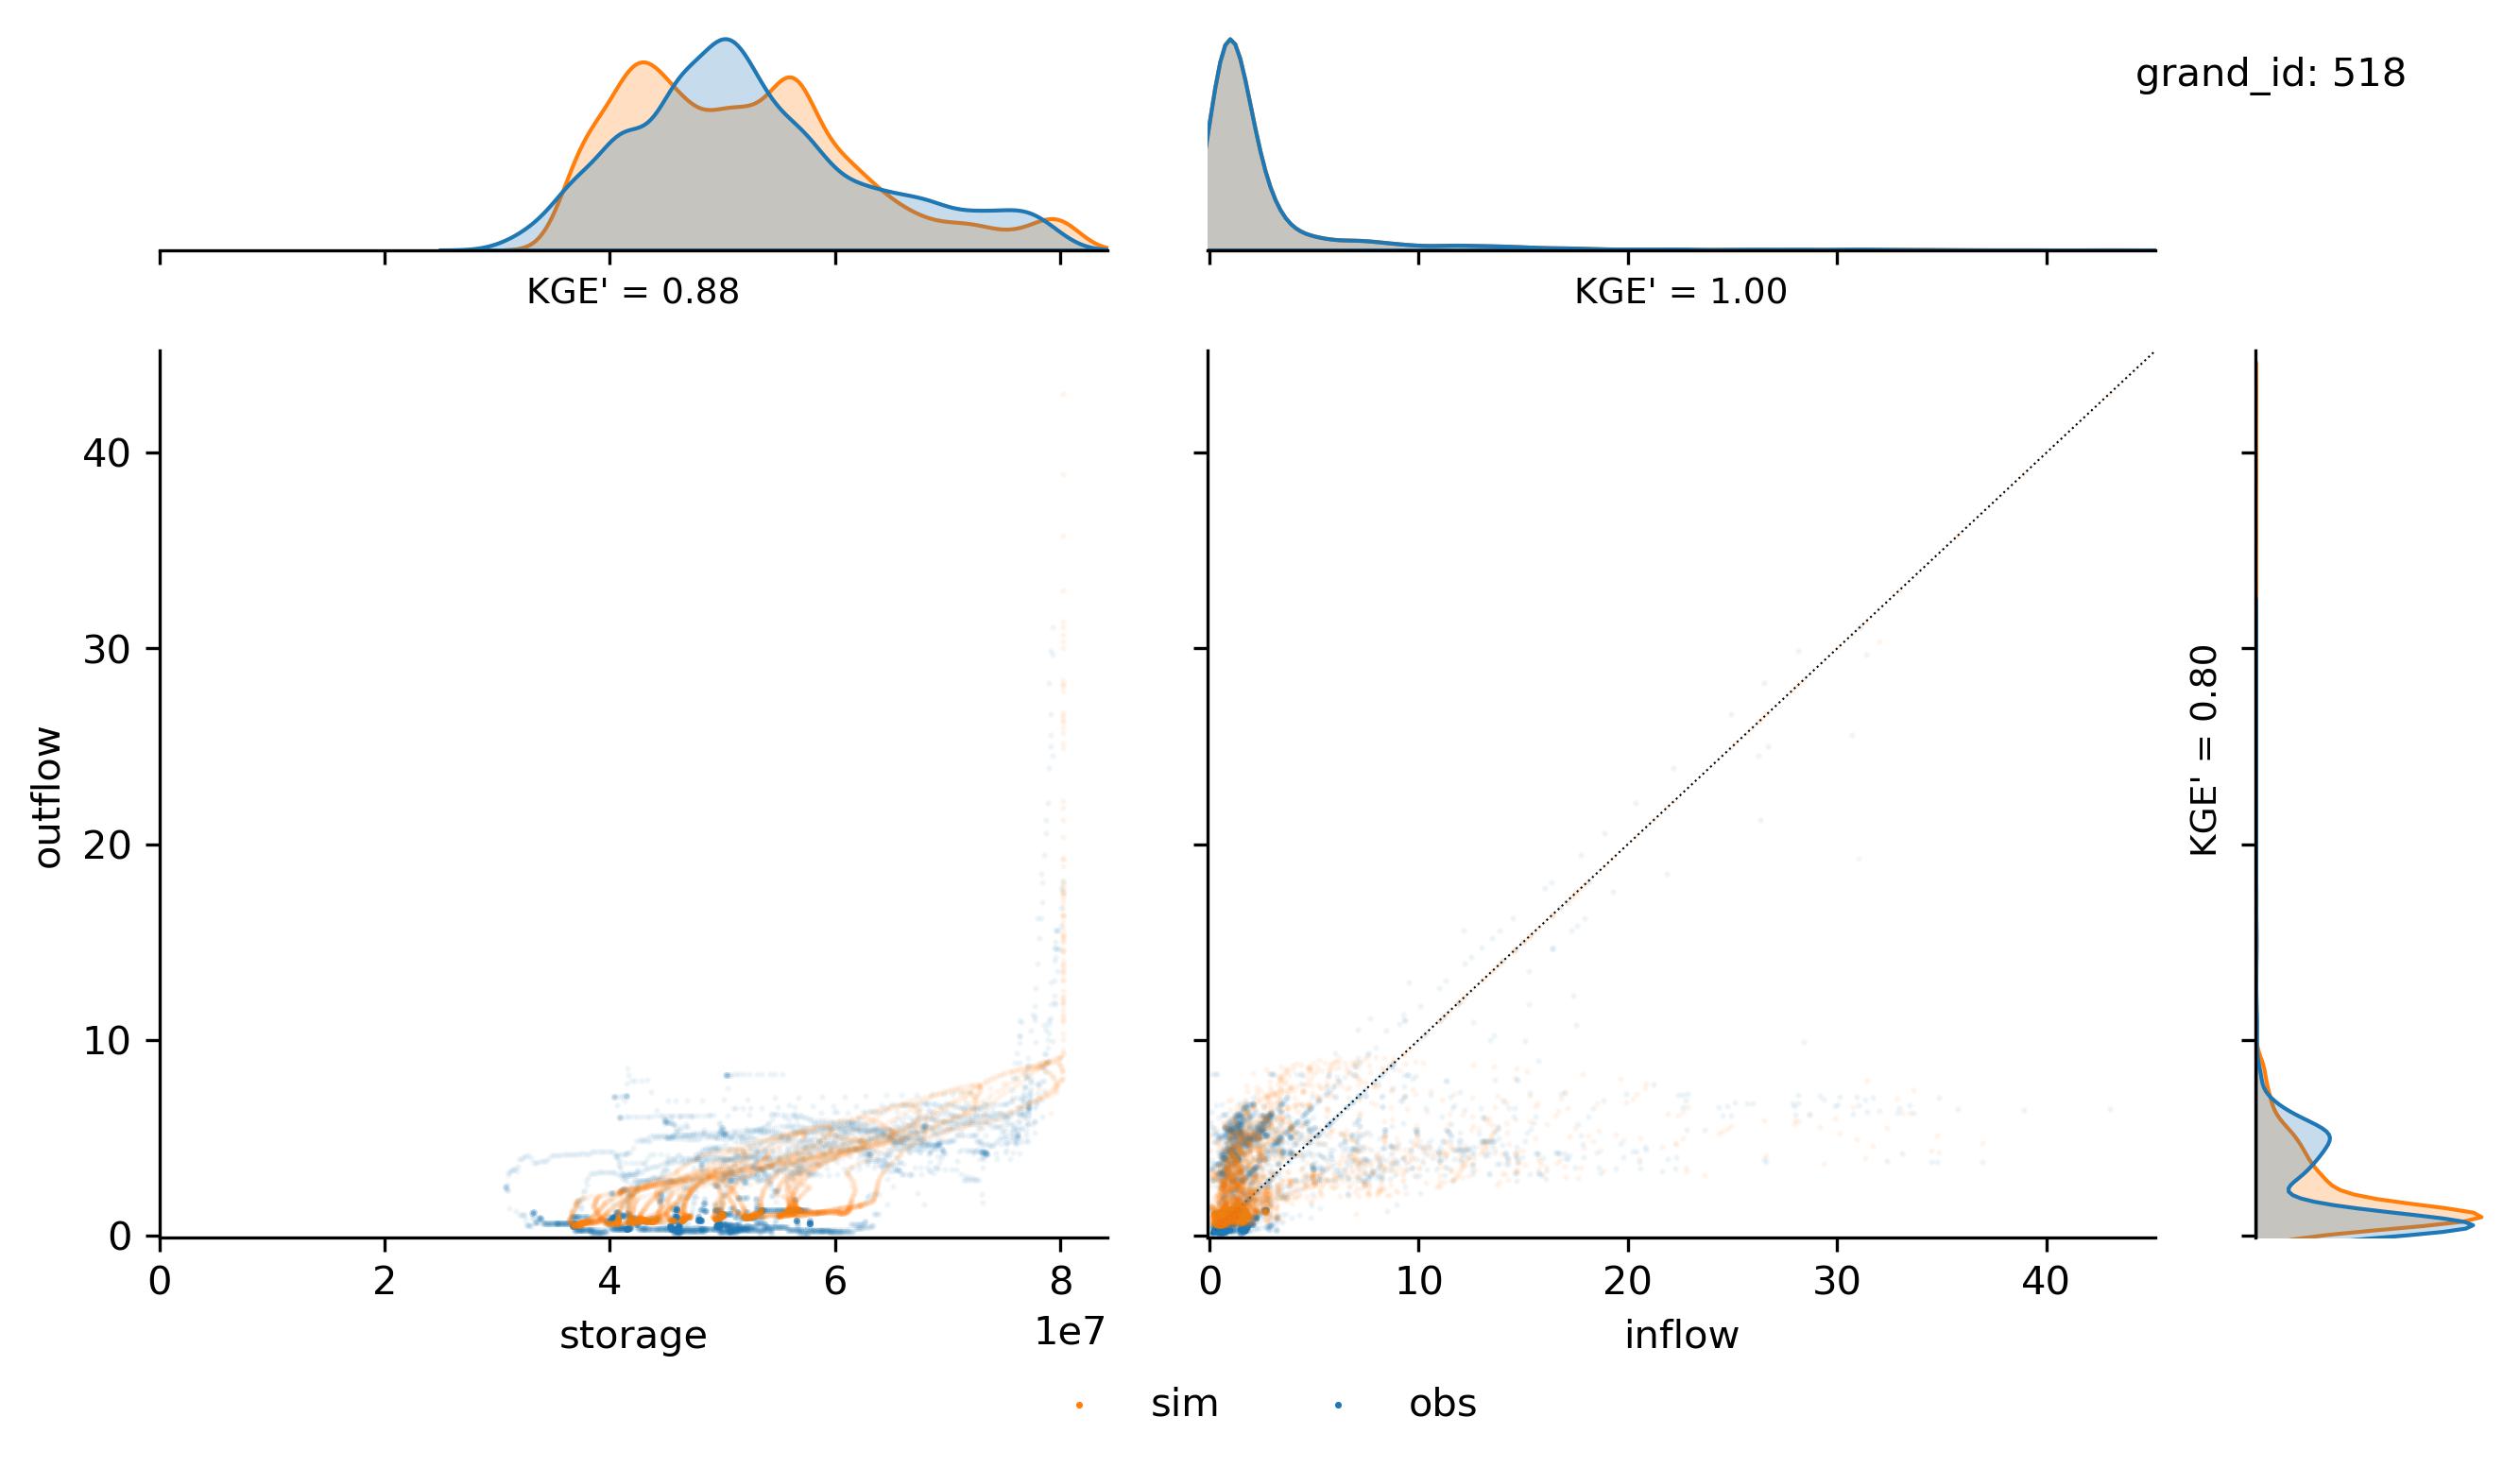 grand_id: 518
KGE' = 0.88
KGE' = 1.00
40
30
20
10
0
outflow
KGE' = 0.80
0 2 4 6 8
1e7
storage
0 10 20 30 40
inflow
sim obs